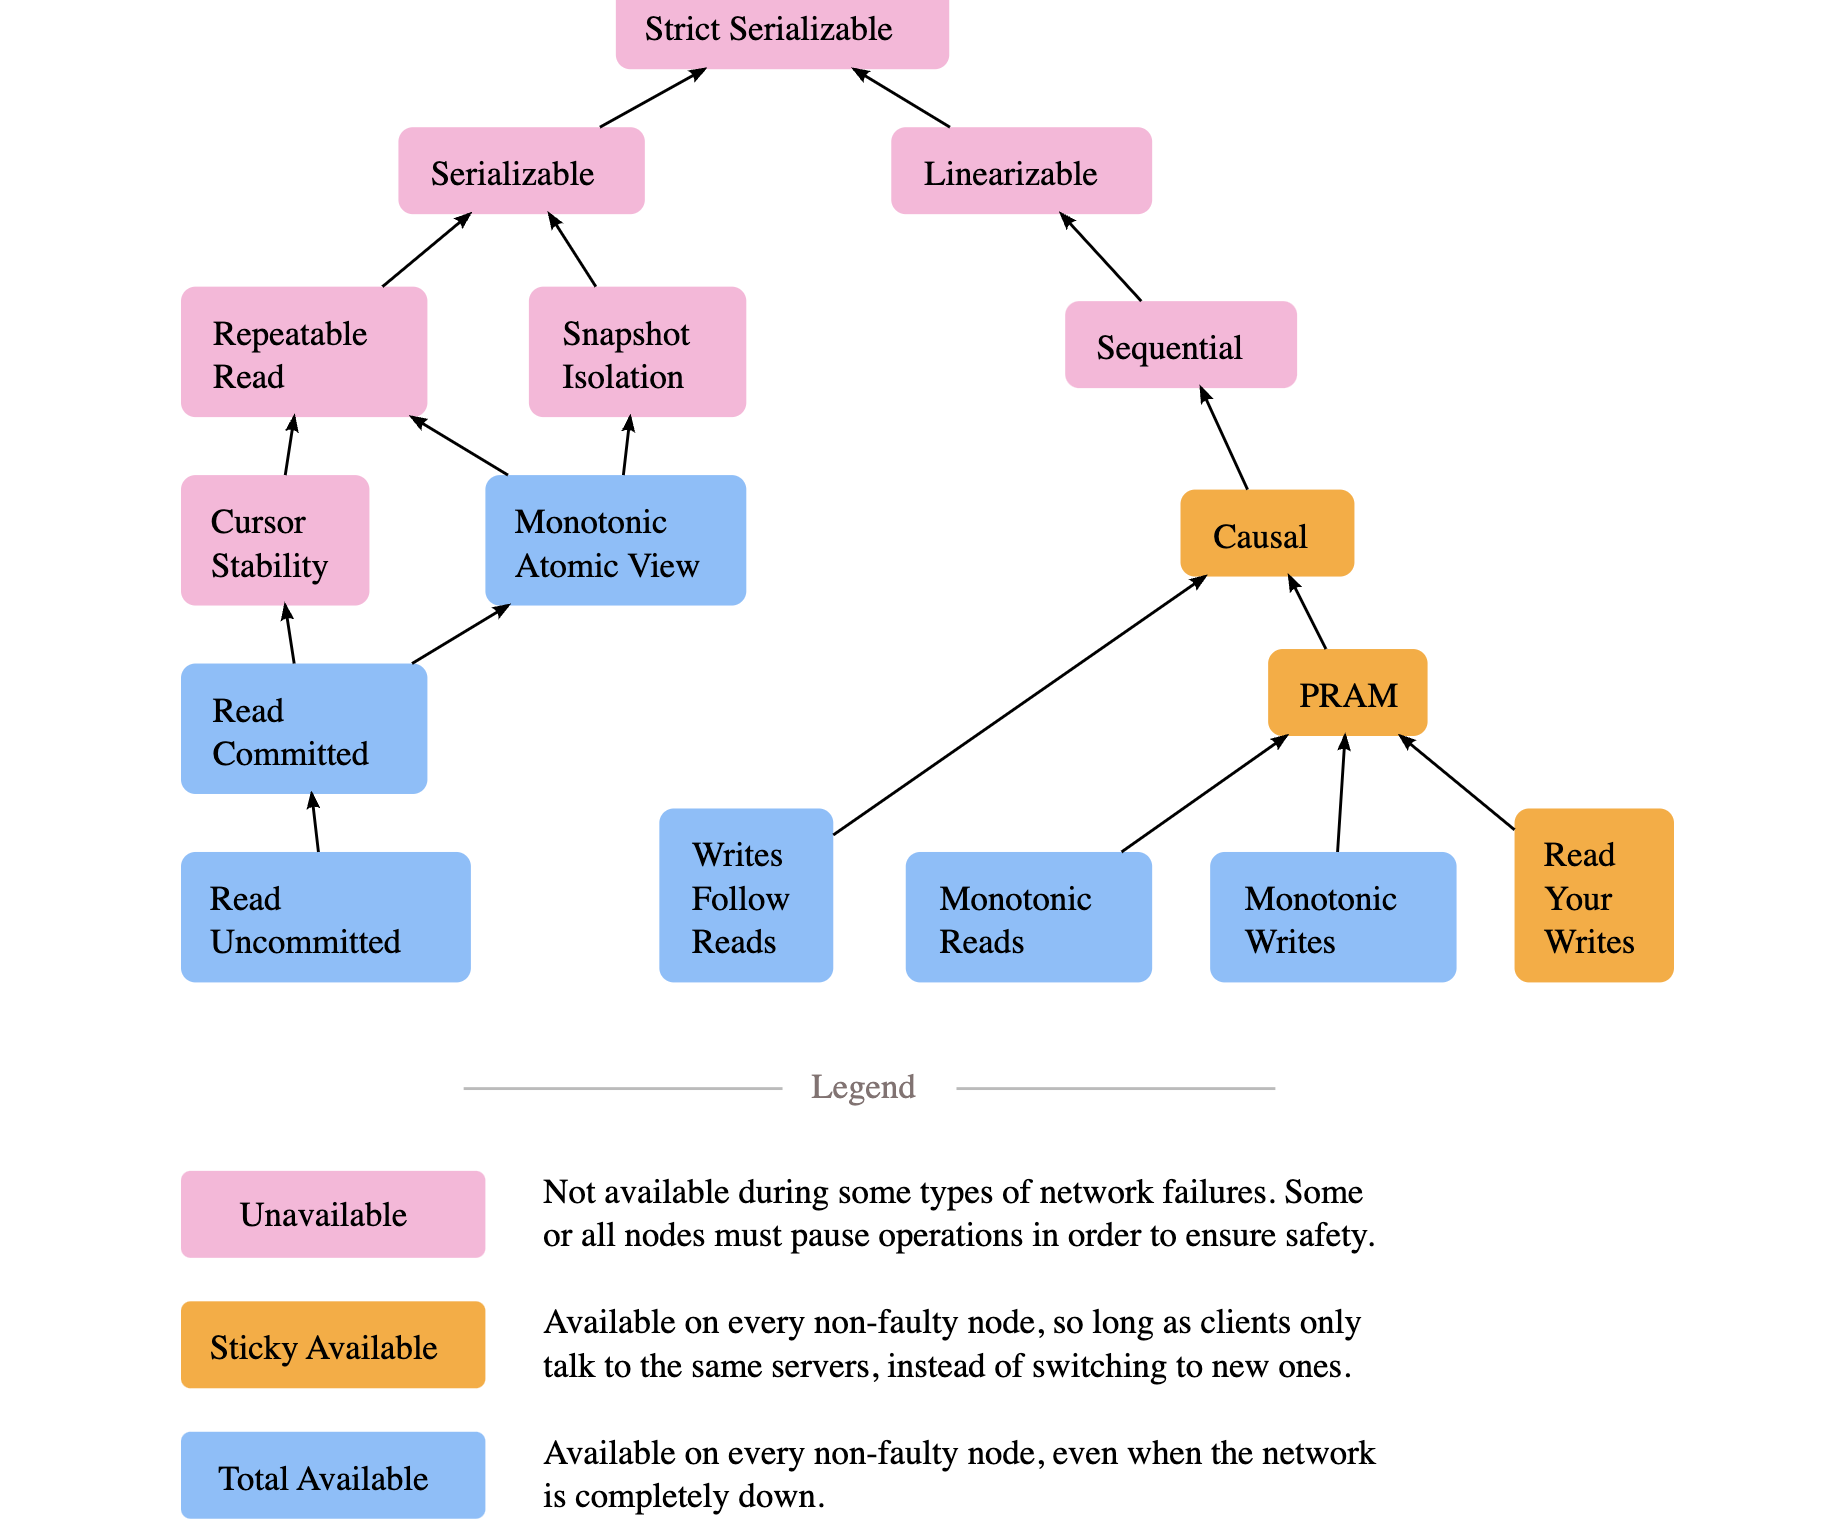 Strict Serializable
Serializable
Linearizable
Repeatable
Read
Snapshot
Isolation
Sequential
Cursor
Stability
Monotonic
Atomic View
Causal
PRAM
Read
Committed
Writes
Follow
Reads
Monotonic
Reads
Monotonic
Writes
Read
Your
Writes
Read
Uncommitted
Legend
Unavailable
Not available during some types of network failures. Some
or all nodes must pause operations in order to ensure safety.
Sticky Available
Available on every non-faulty node, so long as clients only
talk to the same servers, instead of switching to new ones.
Total Available
Available on every non-faulty node, even when the network
is completely down.